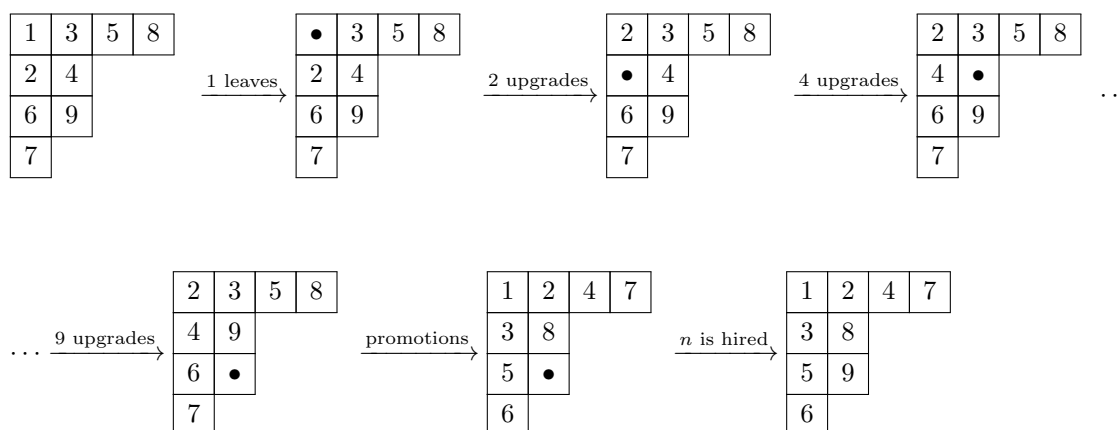 1 3 5 8 • 3 5 8 2 3 5 8 2 3 5 8
2 4 1 leaves 2 4 2 upgrades • 4 4 upgrades 4 • ··
6 9 6 9 6 9 6 9
7 7 7 7
2 3 5 8 1 2 4 7 1 2 4 7
··· 9 upgrades 4 9 promotions 3 8 n is hired 3 8
6 • 5 • 5 9
7 6 6